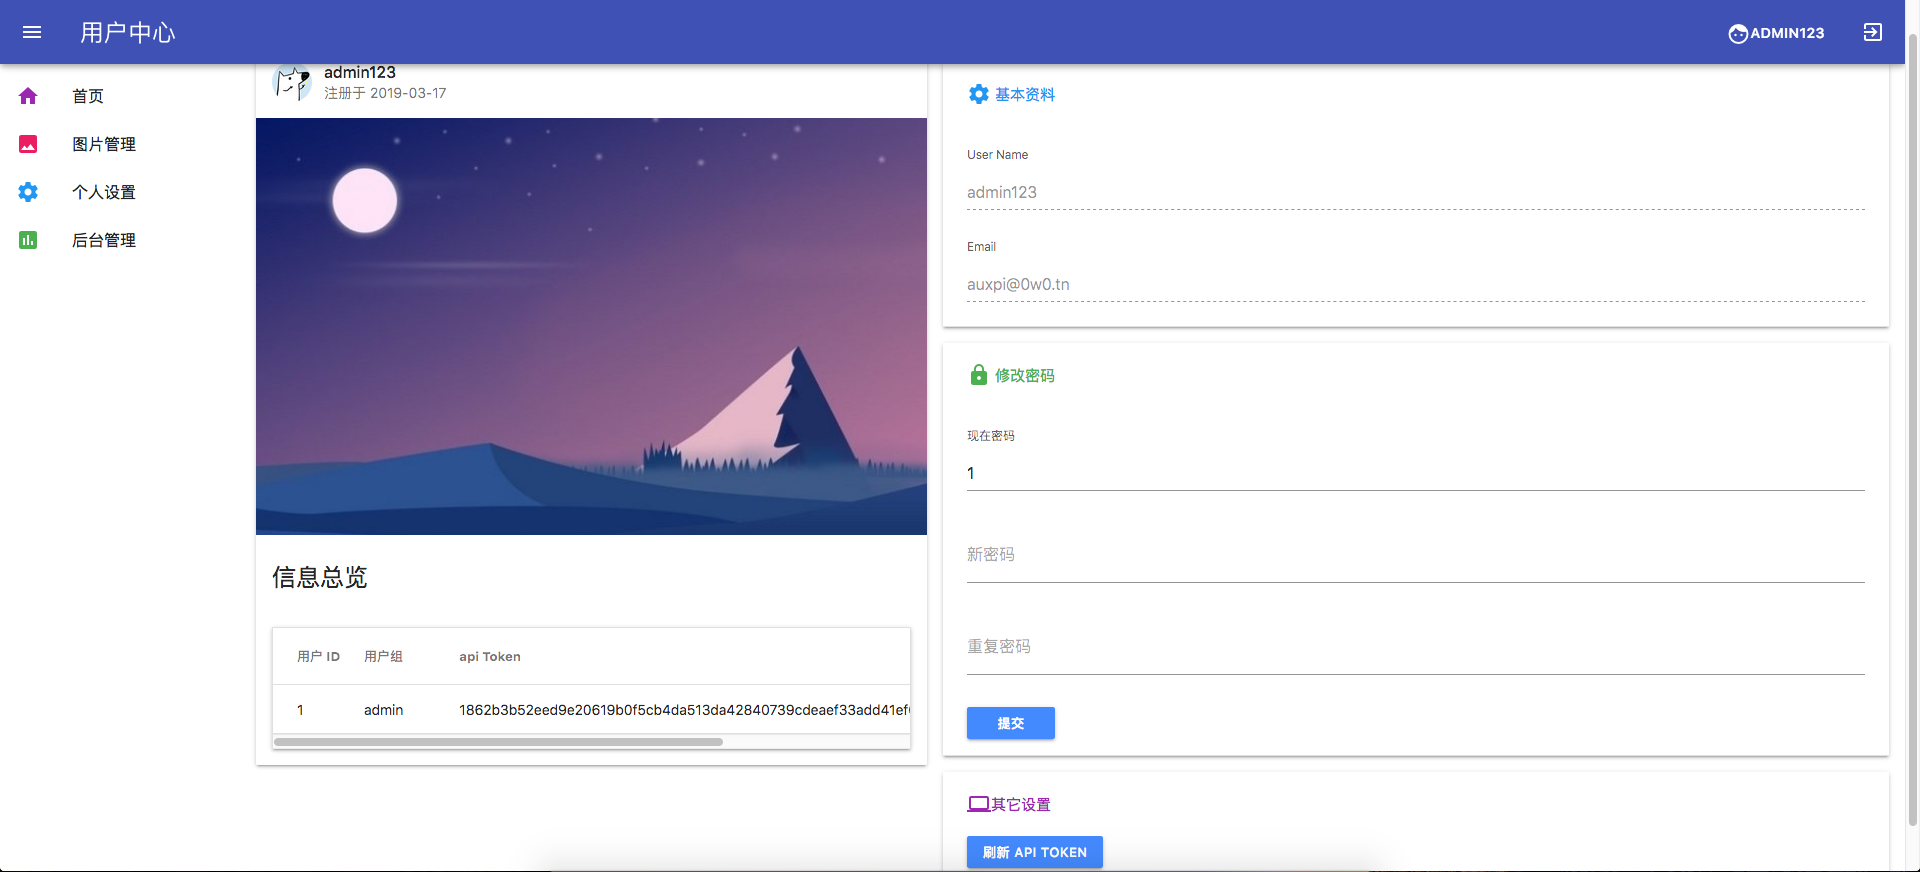 用户中心
ADMIN123
首页
图片管理
个人设置
后台管理
admin123
注册于 2019-03-17
信息总览
用户 ID 用户组 api Token
1 admin 1862b3b52eed9e20619b0f5cb4da513da42840739cdeaef33add41ef
基本资料
User Name
admin123
Email
auxpi@0w0.tn
修改密码
现在密码
1
新密码
重复密码
提交
其它设置
刷新 API TOKEN